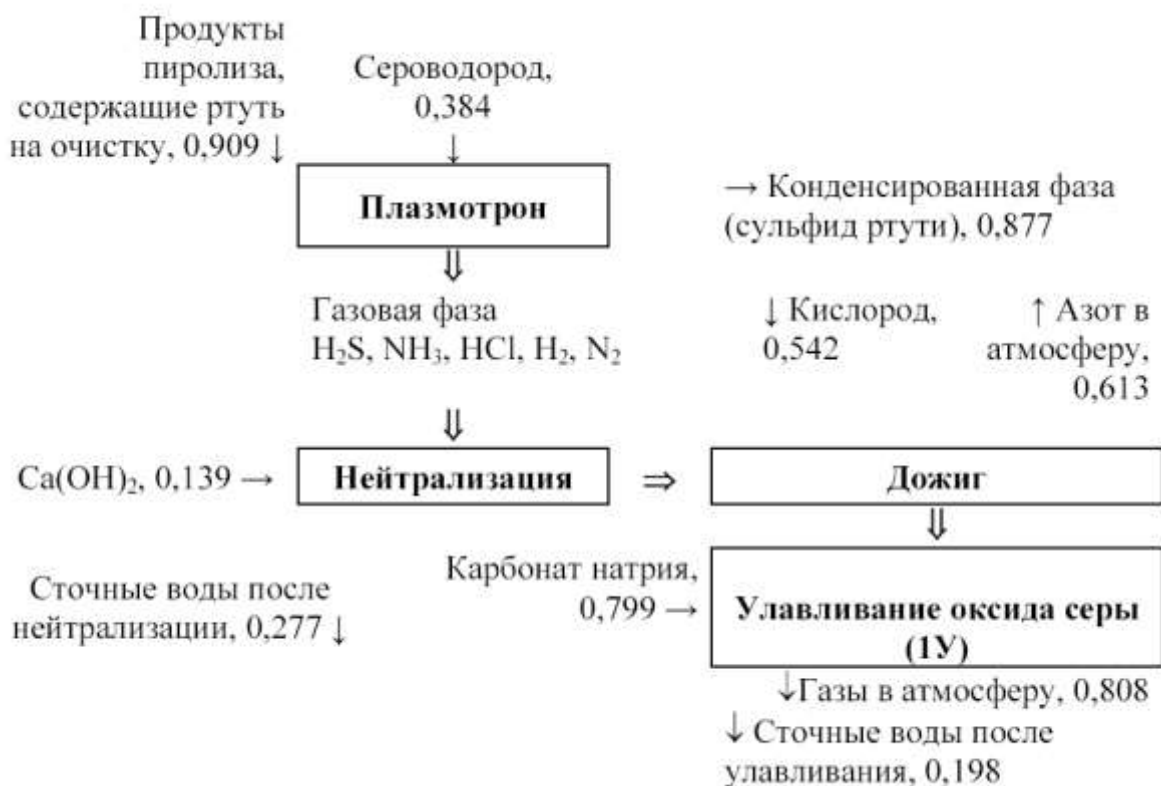 Продукты
пиролиза,
содержащие ртуть
на очистку, 0,909 ↓
Сероводород,
0,384
↓
Плазмотрон
→ Конденсированная фаза
(сульфид ртути), 0,877
⇓
Газовая фаза
H₂S, NH₃, HCl, H₂, N₂
↓ Кислород,
0,542
↑ Азот в
атмосферу,
0,613
⇓
Ca(OH)₂, 0,139 →
Нейтрализация
⇒
Дожиг
⇓
Сточные воды после
нейтрализации, 0,277 ↓
Карбонат натрия,
0,799 →
Улавливание оксида серы
(1У)
↓Газы в атмосферу, 0,808
↓ Сточные воды после
улавливания, 0,198